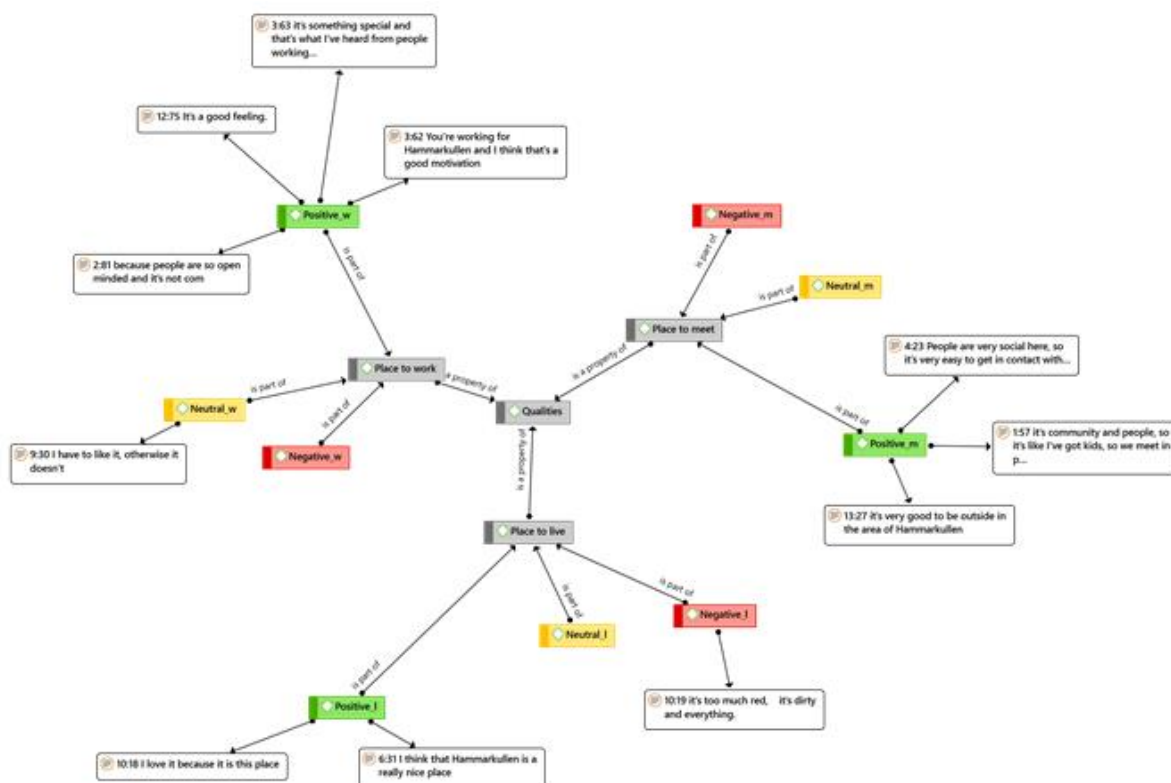 3:63 it's something special and
that's what I've heard from people
working...
12:75 It's a good feeling.
3:62 You're working for
Hammarkullen and I think that's a
good motivation
Positive_w
2:81 because people are so open
minded and it's not com
is part of
Negative_m
is part of
Neutral_m
is part of
Place to meet
4:23 People are very social here, so
it's very easy to get in contact with...
Place to work
is a property of
a property of
is part of
Neutral_w
Qualities
is part of
1:57 it's community and people, so
it's like I've got kids, so we meet in
p...
Positive_m
9:30 I have to like it, otherwise it
doesn't
is part of
Negative_w
is a property of
13:27 it's very good to be outside in
the area of Hammarkullen
Place to live
is part of
is part of
Negative_l
Neutral_l
is part of
10:19 it's too much red, it's dirty
and everything.
Positive_l
10:18 I love it because it is this place
6:31 I think that Hammarkullen is a
really nice place